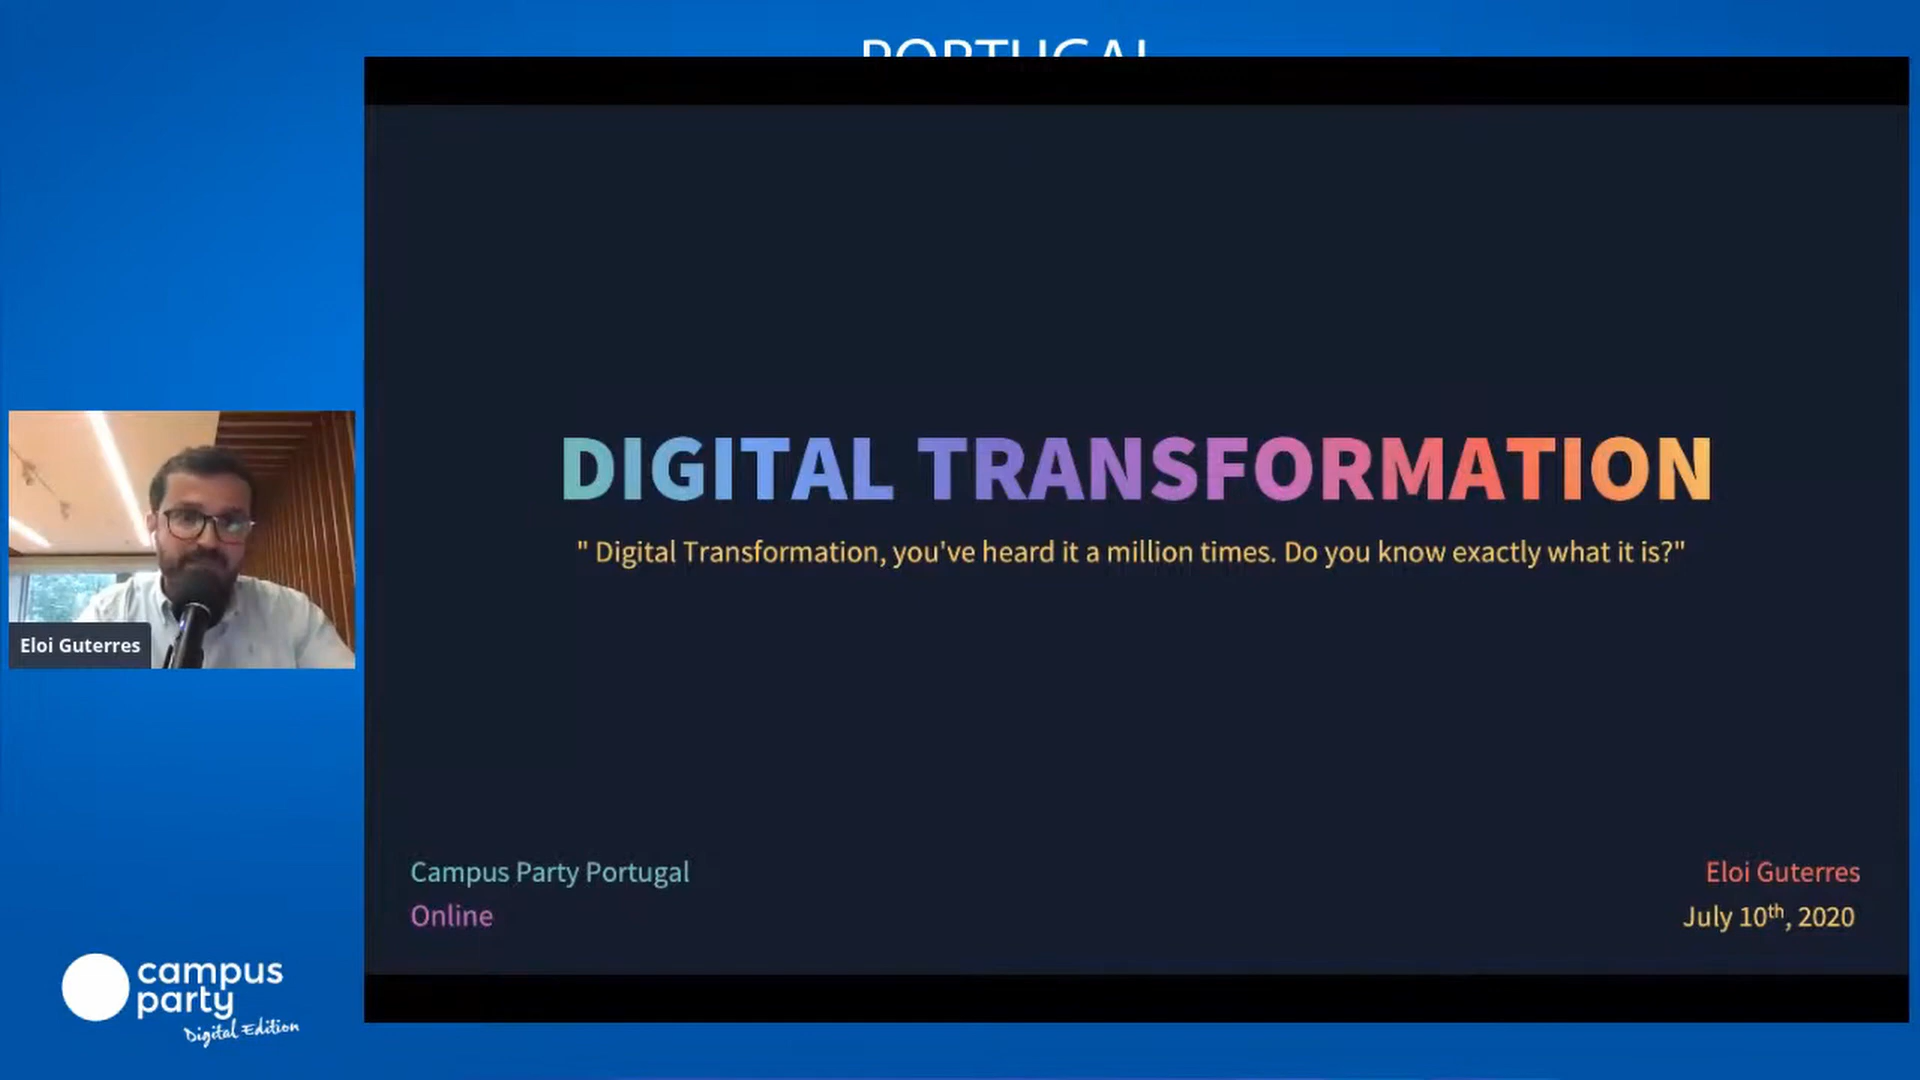 PORTUGAL
DIGITAL TRANSFORMATION
" Digital Transformation, you've heard it a million times. Do you know exactly what it is?"
Eloi Guterres
Campus Party Portugal
Online
Eloi Guterres
July 10th, 2020
campus
party
Digital Edition